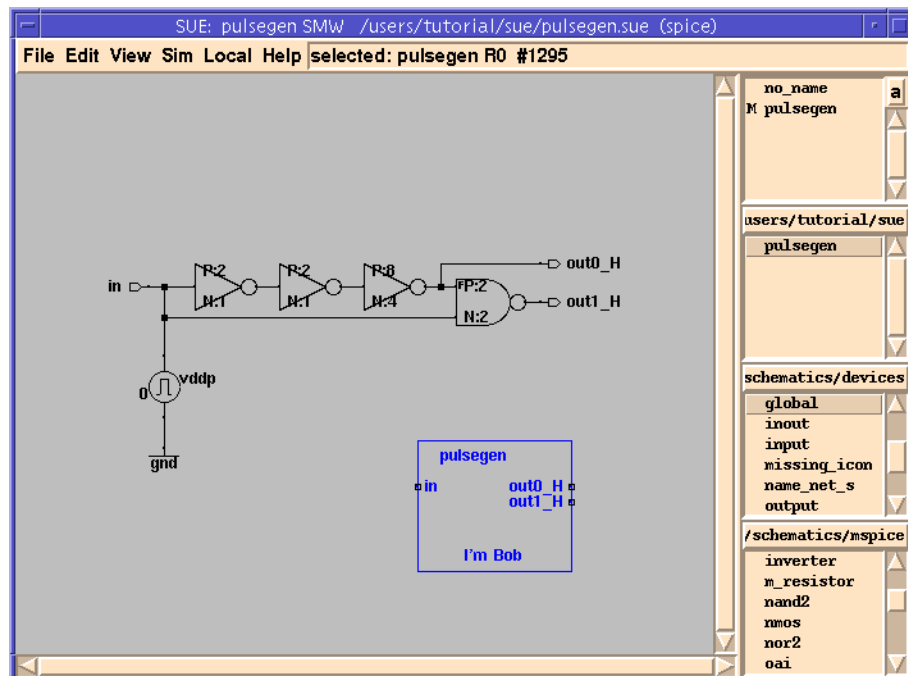 SUE: pulsegen SMW /users/tutorial/sue/pulsegen.sue (spice)
File Edit View Sim Local Help selected: pulsegen R0 #1295
no_name
a
M pulsegen
users/tutorial/sue
pulsegen
schematics/devices
global
inout
input
missing_icon
name_net_s
output
/schematics/mspice
inverter
m_resistor
nand2
nmos
nor2
oai
out0_H
P:2 P:2 P:8
in
FP:2
N:1 N:1 N:4
out1_H
N:2
vddp
0
gnd
pulsegen
in out0_H
out1_H
I'm Bob